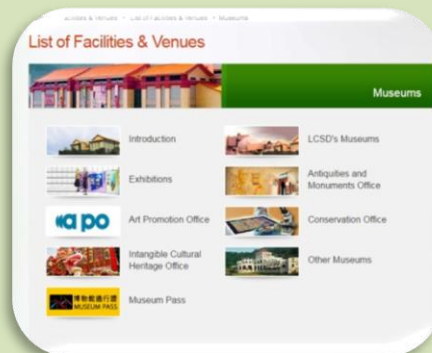 List of Facilities & Venues
Museums
Introduction
LCSD's Museums
Exhibitions
Antiquities and
Monuments Office
apo
Art Promotion Office
Conservation Office
Intangible Cultural
Heritage Office
Other Museums
博物館通行證
MUSEUM PASS
Museum Pass